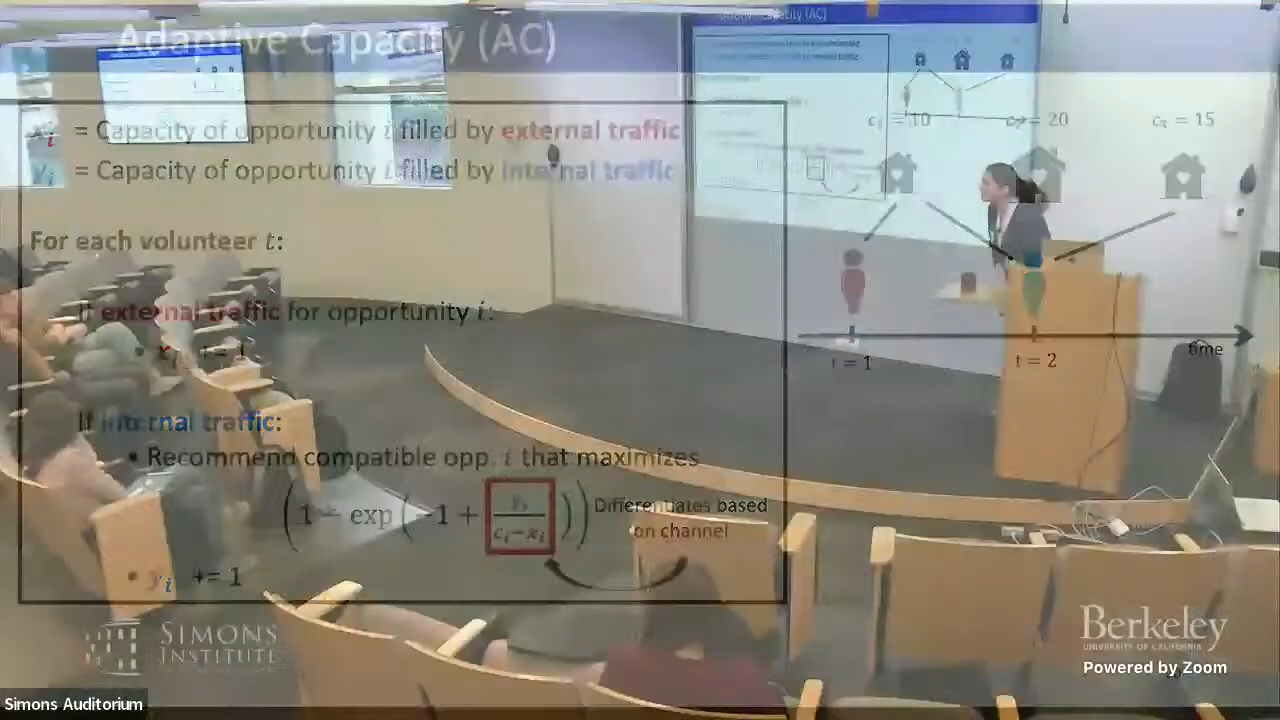 Adaptive Capacity (AC)
x_i = Capacity of opportunity i filled by external traffic
y_i = Capacity of opportunity i filled by internal traffic
For each volunteer t:
If external traffic for opportunity i:
• x_i += 1
If internal traffic:
• Recommend compatible opp. i that maximizes
(1 − exp(−1 + y_i / (c_i − x_i))) Differentiates based
on channel
• y_i += 1
= 10
= 20
= 15
t = 1
t = 2
time
SIMONS
INSTITUTE
Berkeley
UNIVERSITY OF CALIFORNIA
Powered by Zoom
Simons Auditorium